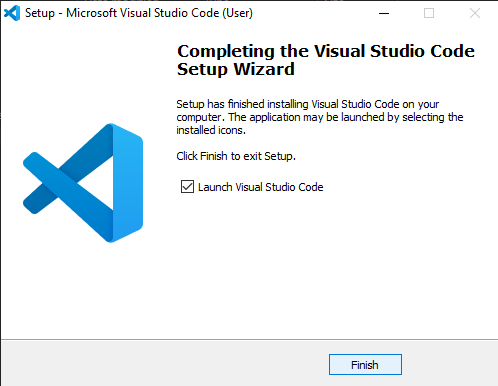 Setup - Microsoft Visual Studio Code (User)
Completing the Visual Studio Code
Setup Wizard
Setup has finished installing Visual Studio Code on your
computer. The application may be launched by selecting the
installed icons.
Click Finish to exit Setup.
Launch Visual Studio Code
Finish